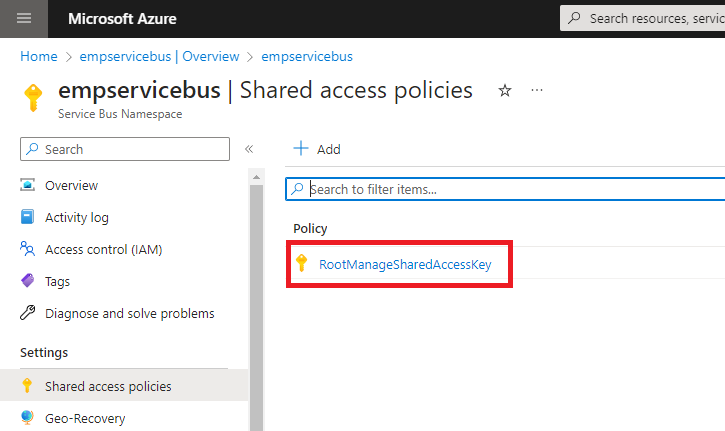 Microsoft Azure
Search resources, servic
Home > empservicebus | Overview > empservicebus
empservicebus | Shared access policies
Service Bus Namespace
Search
«
Add
Overview
Search to filter items...
Activity log
Policy
Access control (IAM)
RootManageSharedAccessKey
Tags
Diagnose and solve problems
Settings
Shared access policies
Geo-Recovery